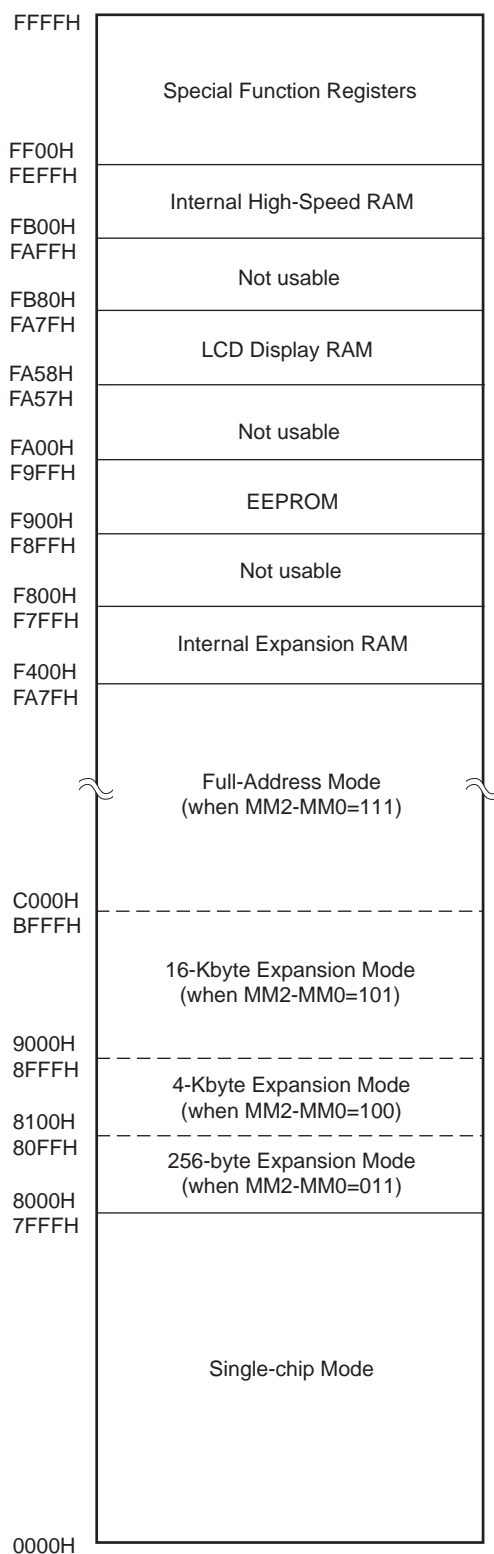 FFFFH
Special Function Registers
FF00H
FEFFH
Internal High-Speed RAM
FB00H
FAFFH
Not usable
FB80H
FA7FH
LCD Display RAM
FA58H
FA57H
Not usable
FA00H
F9FFH
EEPROM
F900H
F8FFH
Not usable
F800H
F7FFH
Internal Expansion RAM
F400H
FA7FH
Full-Address Mode
(when MM2-MM0=111)
C000H
BFFFH
16-Kbyte Expansion Mode
(when MM2-MM0=101)
9000H
8FFFH
4-Kbyte Expansion Mode
(when MM2-MM0=100)
8100H
80FFH
256-byte Expansion Mode
(when MM2-MM0=011)
8000H
7FFFH
Single-chip Mode
0000H